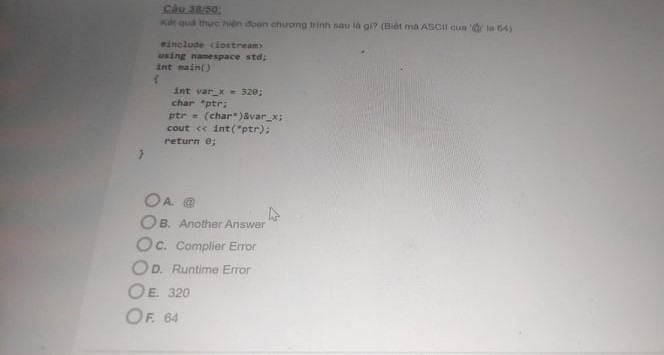 Câu 38/50:
Kết quả thực hiện đoạn chương trình sau là gì? (Biết mã ASCII của '@' là 64)
#include <iostream>
using namespace std;
int main()
{
int var_x = 320;
char *ptr;
ptr = (char*)&var_x;
cout << int(*ptr);
return 0;
}
A. @
B. Another Answer
C. Complier Error
D. Runtime Error
E. 320
F. 64